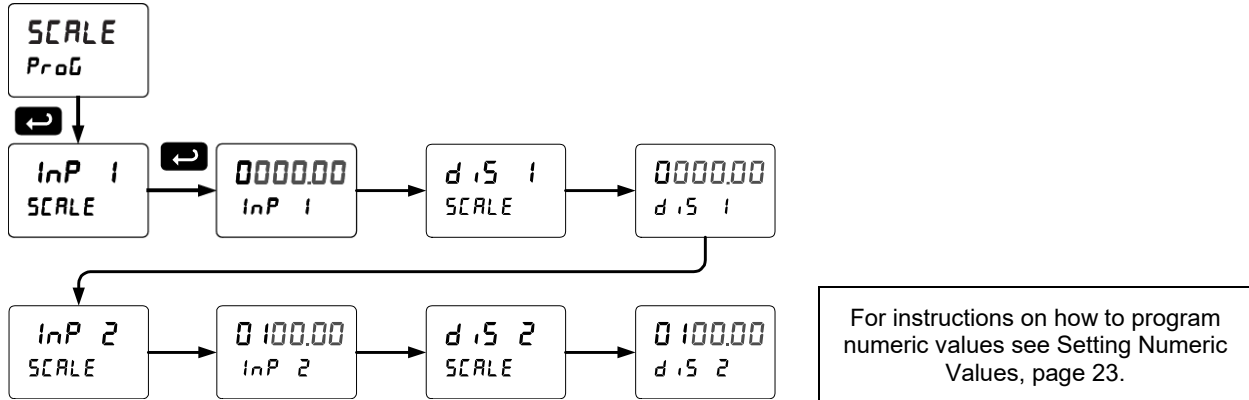 SCALE
ProG
InP 1
SCALE
0000.00
InP 1
diS 1
SCALE
0000.00
diS 1
InP 2
SCALE
0100.00
InP 2
diS 2
SCALE
0100.00
diS 2
For instructions on how to program
numeric values see Setting Numeric
Values, page 23.